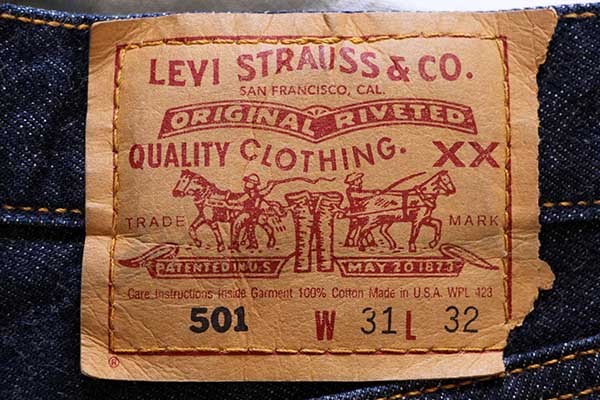 LEVI STRAUSS & CO.
SAN FRANCISCO, CAL.
ORIGINAL RIVETED
QUALITY CLOTHING. XX
TRADE MARK
PATENTED IN U.S. MAY 20 1873
Care Instructions Inside Garment 100% Cotton Made in U.S.A. WPL 423
501 W 31 L 32
®